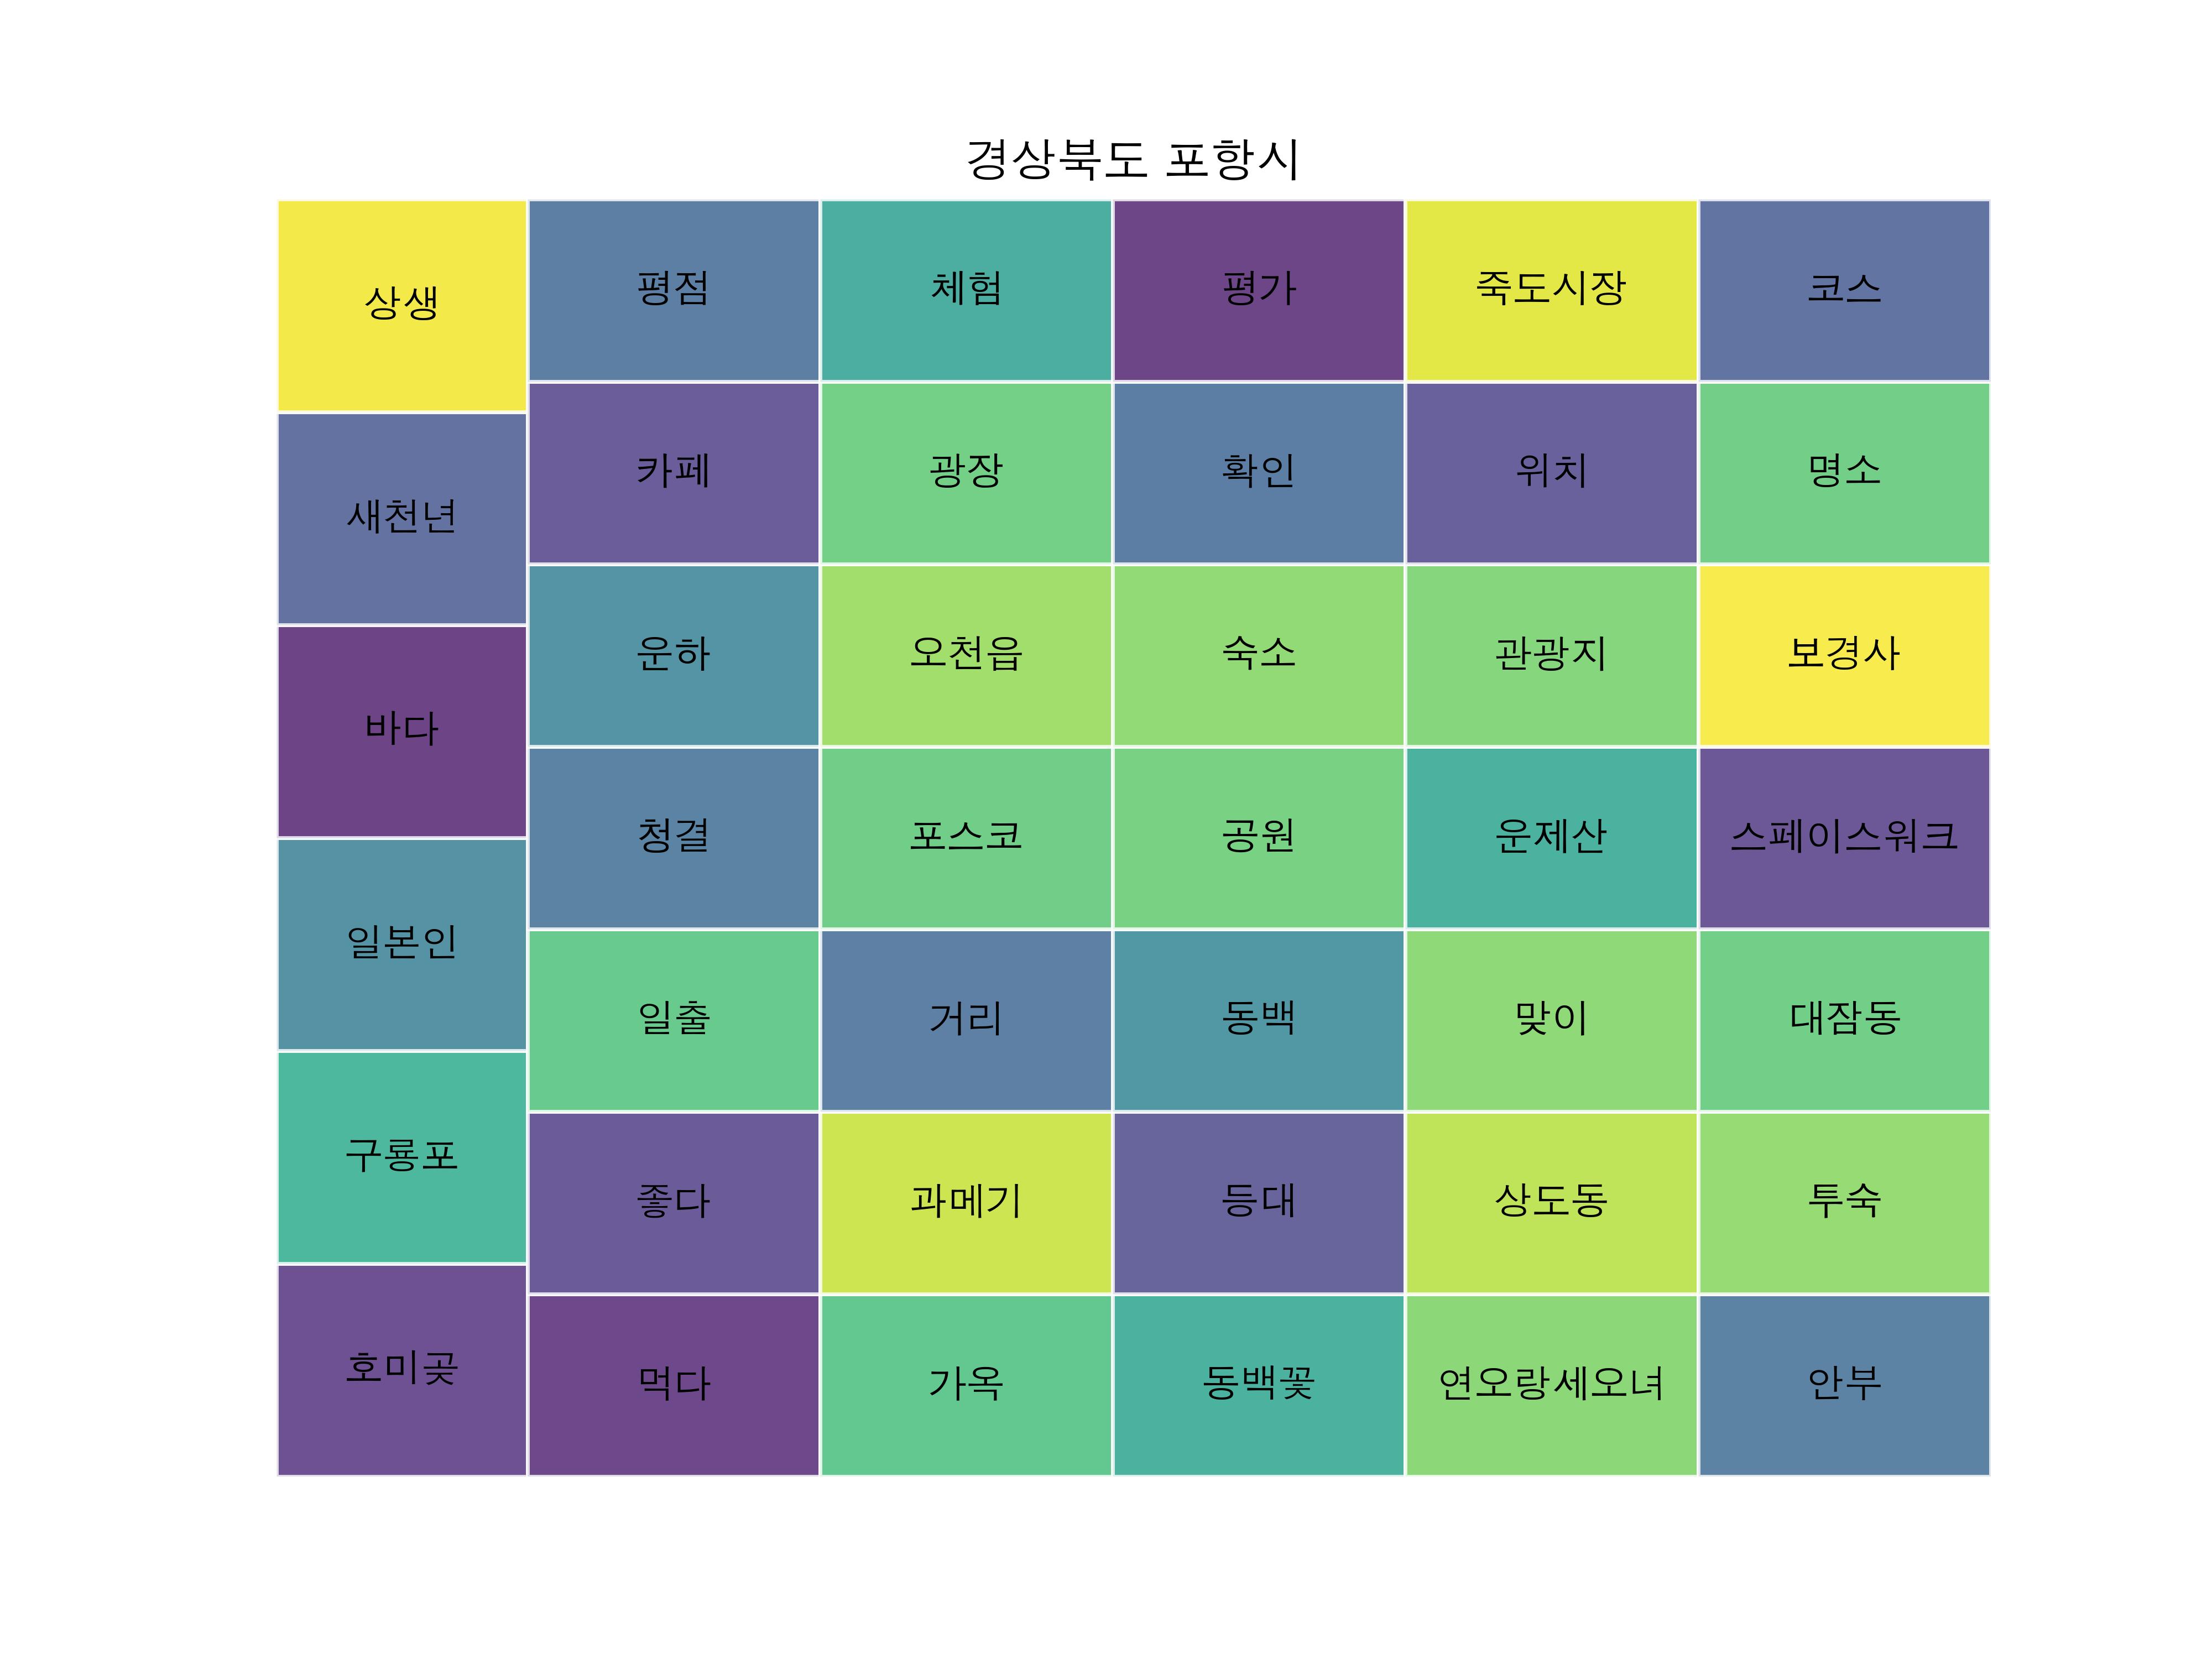 경상북도 포항시
상생
새천년
바다
일본인
구룡포
호미곶
평점
카페
운하
청결
일출
좋다
먹다
체험
광장
오천읍
포스코
거리
과메기
가옥
평가
확인
숙소
공원
동백
등대
동백꽃
죽도시장
위치
관광지
운제산
맞이
상도동
연오랑세오녀
코스
명소
보경사
스페이스워크
대잠동
투숙
안부